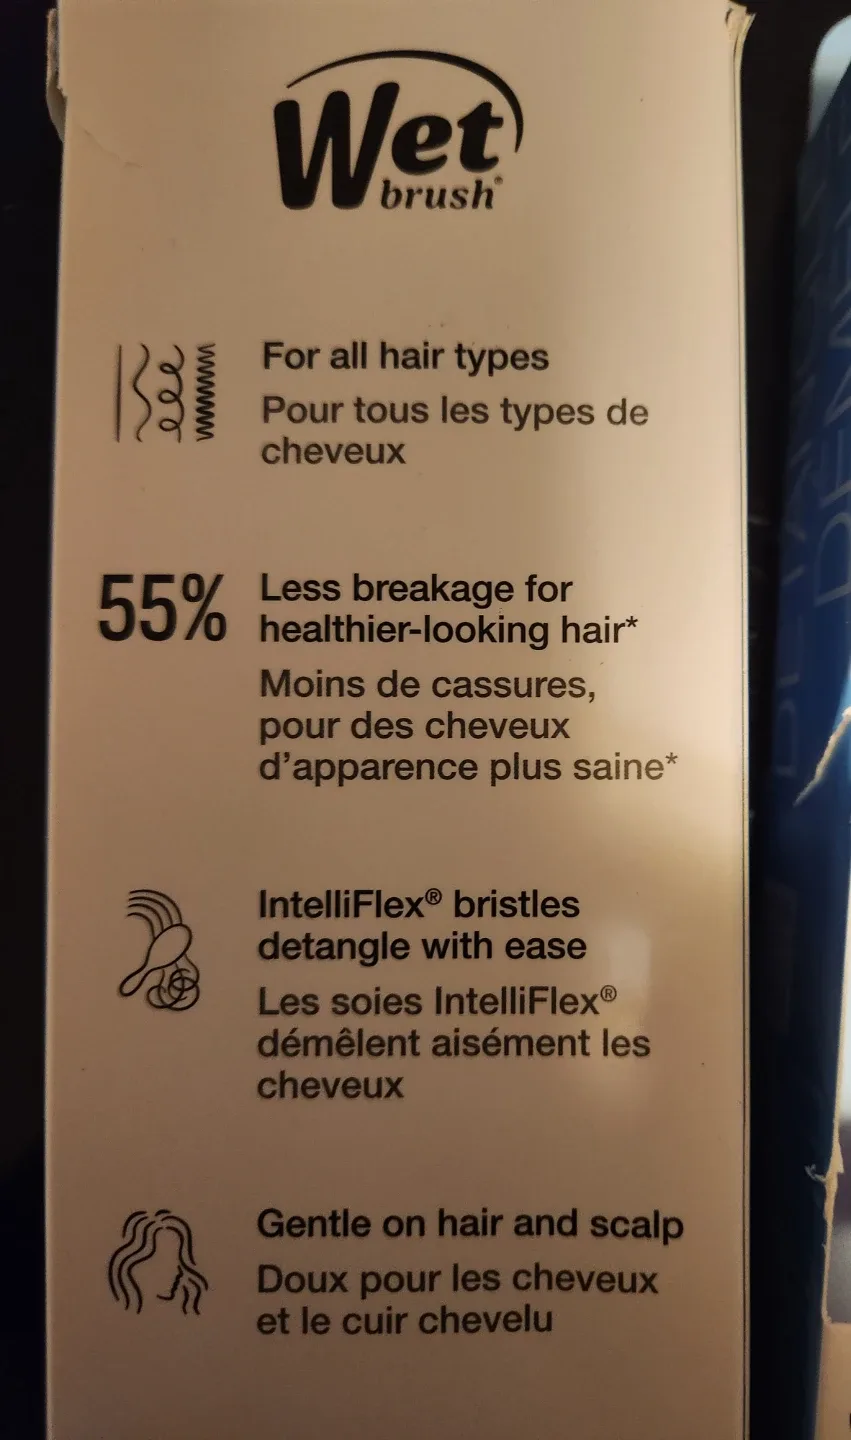 Wet
brush®
For all hair types
Pour tous les types de
cheveux
55%
Less breakage for
healthier-looking hair*
Moins de cassures,
pour des cheveux
d'apparence plus saine*
IntelliFlex® bristles
detangle with ease
Les soies IntelliFlex®
démêlent aisément les
cheveux
Gentle on hair and scalp
Doux pour les cheveux
et le cuir chevelu